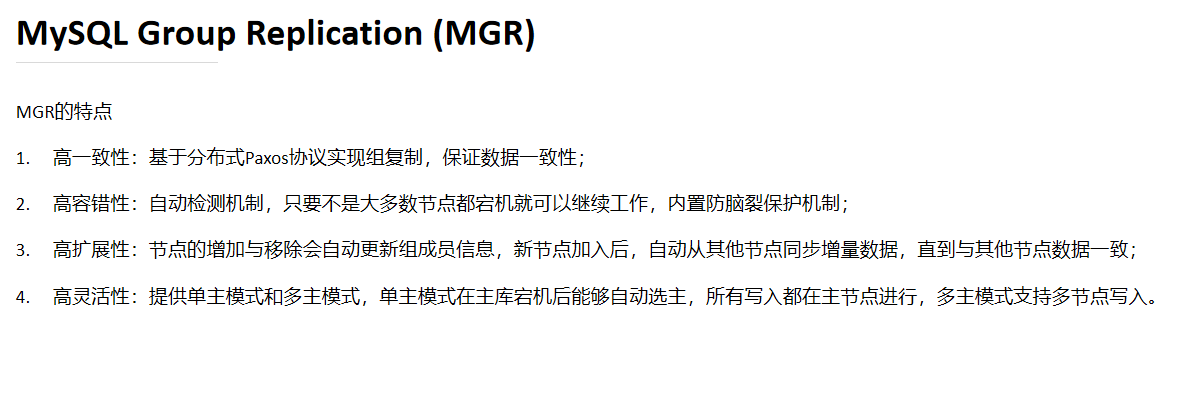 MySQL Group Replication (MGR)
MGR的特点
1. 高一致性：基于分布式Paxos协议实现组复制，保证数据一致性；
2. 高容错性：自动检测机制，只要不是大多数节点都宕机就可以继续工作，内置防脑裂保护机制；
3. 高扩展性：节点的增加与移除会自动更新组成员信息，新节点加入后，自动从其他节点同步增量数据，直到与其他节点数据一致；
4. 高灵活性：提供单主模式和多主模式，单主模式在主库宕机后能够自动选主，所有写入都在主节点进行，多主模式支持多节点写入。